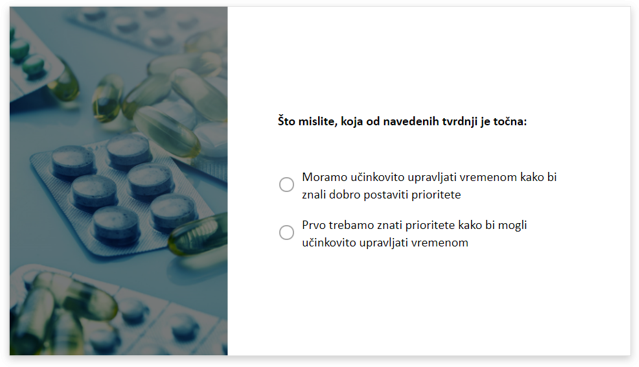 Što mislite, koja od navedenih tvrdnji je točna:
Moramo učinkovito upravljati vremenom kako bi
znali dobro postaviti prioritete
Prvo trebamo znati prioritete kako bi mogli
učinkovito upravljati vremenom